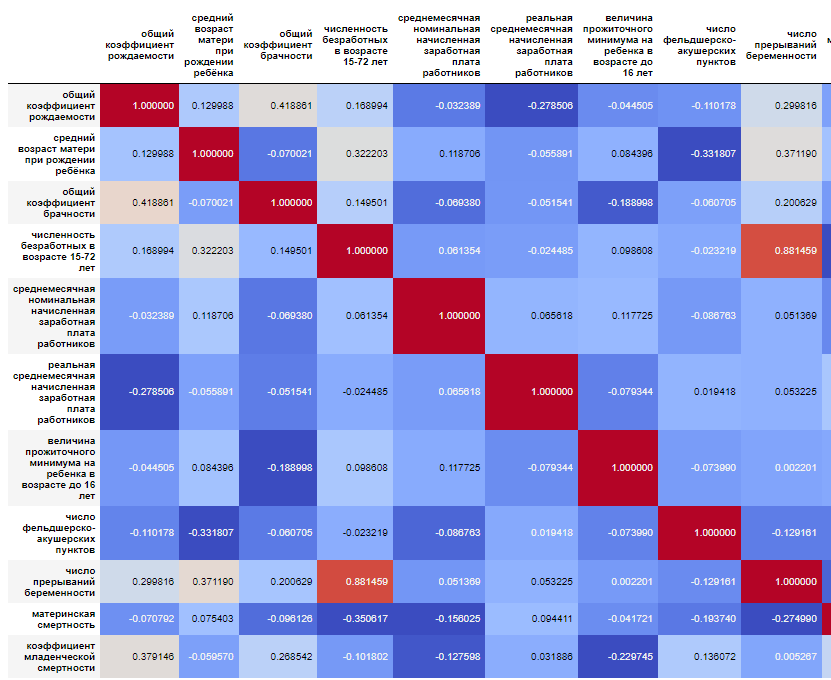 общий коэффициент рождаемости	средний возраст матери при рождении ребёнка	общий коэффициент брачности	численность безработных в возрасте 15-72 лет	среднемесячная номинальная начисленная заработная плата работников	реальная среднемесячная начисленная заработная плата работников	величина прожиточного минимума на ребенка в возрасте до 16 лет	число фельдшерско-акушерских пунктов	число прерываний беременности
общий коэффициент рождаемости	1.000000	0.129988	0.418861	0.168994	-0.032389	-0.278506	-0.044505	-0.110178	0.299816
средний возраст матери при рождении ребёнка	0.129988	1.000000	-0.070021	0.322203	0.118706	-0.055891	0.084396	-0.331807	0.371190
общий коэффициент брачности	0.418861	-0.070021	1.000000	0.149501	-0.069380	-0.051541	-0.188998	-0.060705	0.200629
численность безработных в возрасте 15-72 лет	0.168994	0.322203	0.149501	1.000000	0.061354	-0.024485	0.098608	-0.023219	0.881459
среднемесячная номинальная начисленная заработная плата работников	-0.032389	0.118706	-0.069380	0.061354	1.000000	0.065618	0.117725	-0.086763	0.051369
реальная среднемесячная начисленная заработная плата работников	-0.278506	-0.055891	-0.051541	-0.024485	0.065618	1.000000	-0.079344	0.019418	0.053225
величина прожиточного минимума на ребенка в возрасте до 16 лет	-0.044505	0.084396	-0.188998	0.098608	0.117725	-0.079344	1.000000	-0.073990	0.002201
число фельдшерско-акушерских пунктов	-0.110178	-0.331807	-0.060705	-0.023219	-0.086763	0.019418	-0.073990	1.000000	-0.129161
число прерываний беременности	0.299816	0.371190	0.200629	0.881459	0.051369	0.053225	0.002201	-0.129161	1.000000
материнская смертность	-0.070792	0.075403	-0.096126	-0.350617	-0.156025	0.094411	-0.041721	-0.193740	-0.274990
коэффициент младенческой смертности	0.379146	-0.059570	0.268542	-0.101802	-0.127598	0.031886	-0.229745	0.136072	0.005267